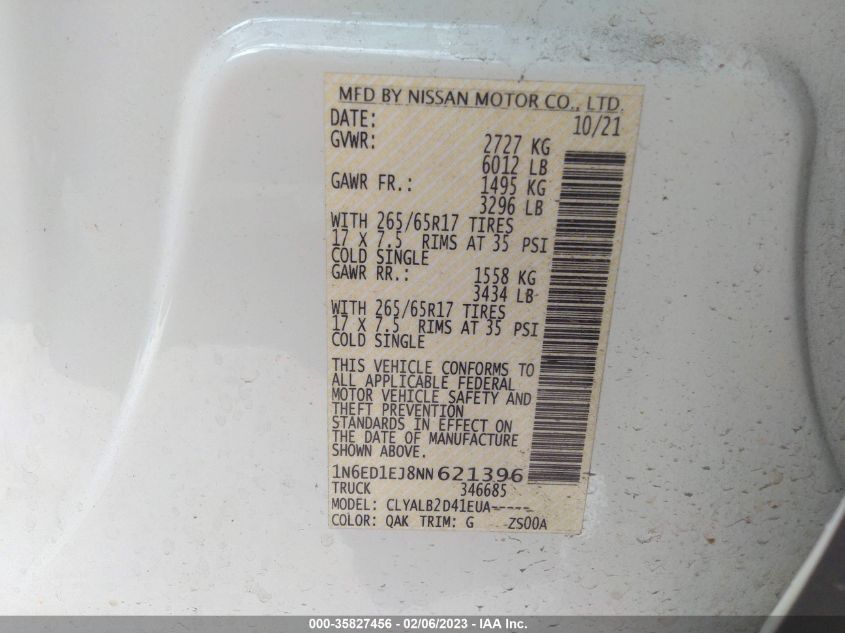 MFD BY NISSAN MOTOR CO., LTD.
DATE: 10/21
GVWR: 2727 KG
6012 LB
GAWR FR.: 1495 KG
3296 LB
WITH 265/65R17 TIRES
17 X 7.5 RIMS AT 35 PSI
COLD SINGLE
GAWR RR.: 1558 KG
3434 LB
WITH 265/65R17 TIRES
17 X 7.5 RIMS AT 35 PSI
COLD SINGLE
THIS VEHICLE CONFORMS TO
ALL APPLICABLE FEDERAL
MOTOR VEHICLE SAFETY AND
THEFT PREVENTION
STANDARDS IN EFFECT ON
THE DATE OF MANUFACTURE
SHOWN ABOVE.
1N6ED1EJ8NN621396
TRUCK 346685
MODEL: CLYALB2D41EUA-----
COLOR: QAK TRIM: G ZS00A
000-35827456 - 02/06/2023 - IAA Inc.